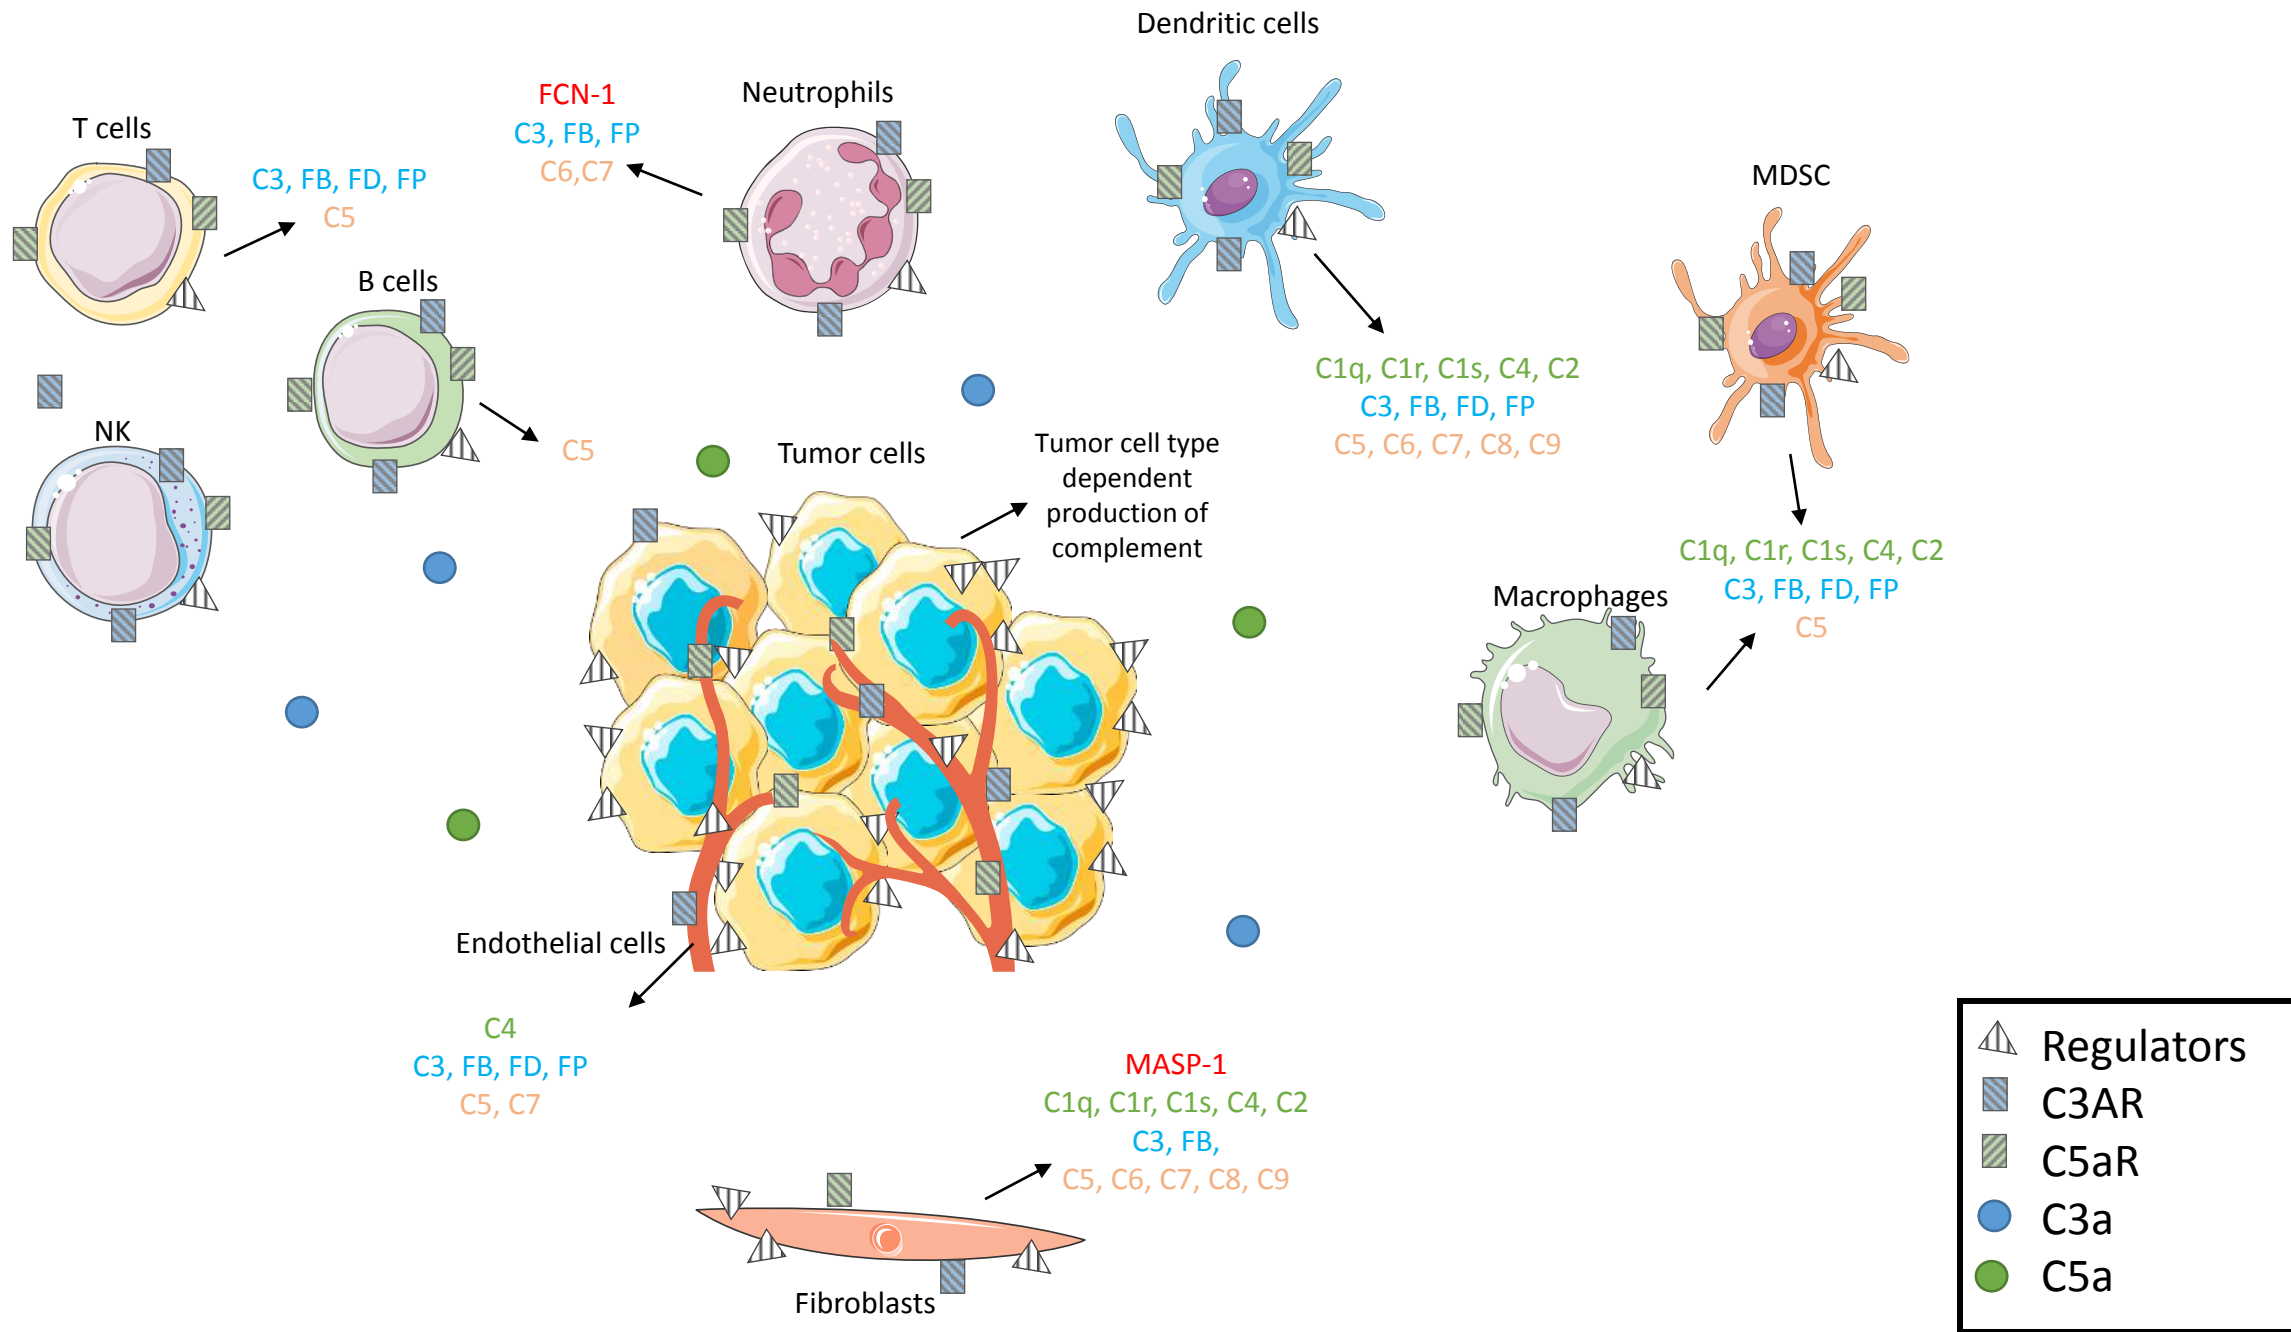 Dendritic cells
FCN-1
C3, FB, FP
C6,C7
Neutrophils
T cells
C3, FB, FD, FP
C5
MDSC
B cells
C5
NK
C1q, C1r, C1s, C4, C2
C3, FB, FD, FP
C5, C6, C7, C8, C9
Tumor cells
Tumor cell type
dependent
production of
complement
C1q, C1r, C1s, C4, C2
C3, FB, FD, FP
C5
Macrophages
Endothelial cells
C4
C3, FB, FD, FP
C5, C7
MASP-1
C1q, C1r, C1s, C4, C2
C3, FB,
C5, C6, C7, C8, C9
Fibroblasts
Regulators
C3AR
C5aR
C3a
C5a